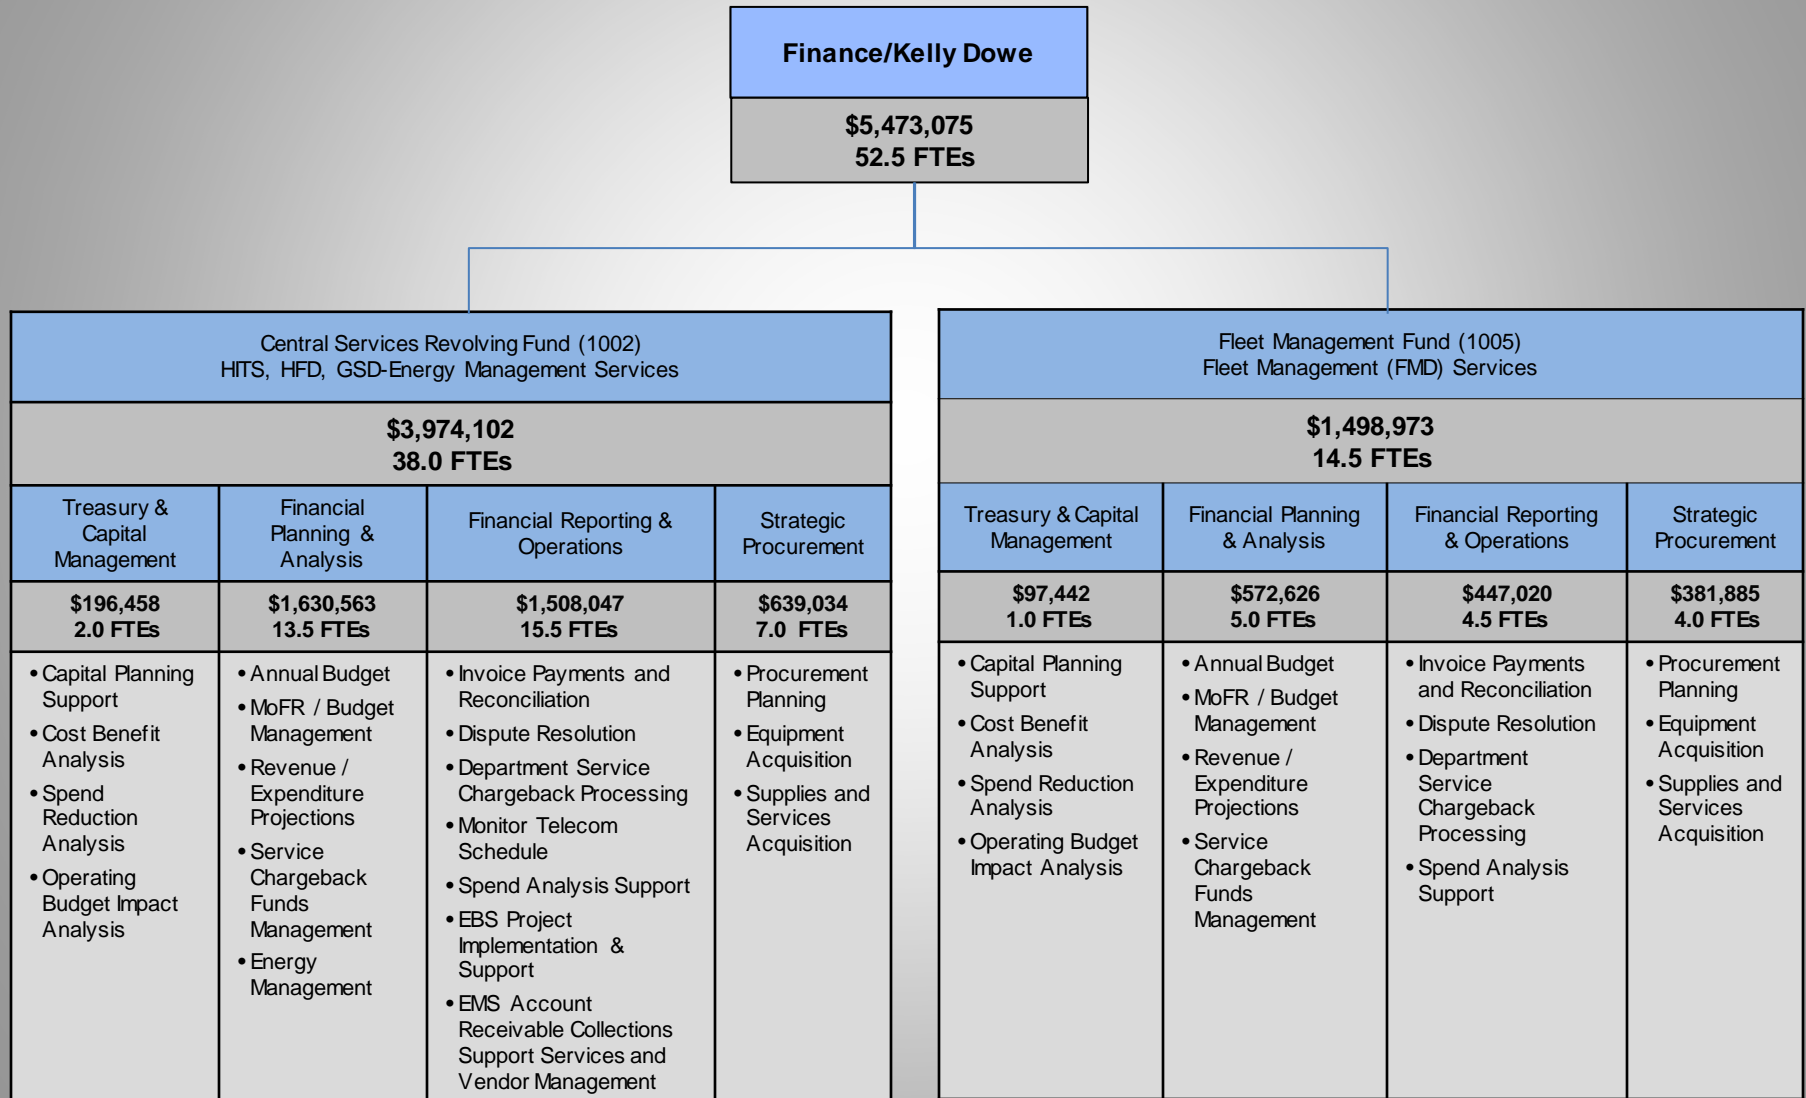 Finance/Kelly Dowe
$5,473,075
52.5 FTEs
Central Services Revolving Fund (1002)
HITS, HFD, GSD-Energy Management Services
$3,974,102
38.0 FTEs
Treasury &
Capital
Management
$196,458
2.0 FTEs
• Capital Planning
Support
• Cost Benefit
Analysis
• Spend
Reduction
Analysis
• Operating
Budget Impact
Analysis
Financial
Planning &
Analysis
$1,630,563
13.5 FTEs
• Annual Budget
• MoFR / Budget
Management
• Revenue /
Expenditure
Projections
• Service
Chargeback
Funds
Management
• Energy
Management
Financial Reporting &
Operations
$1,508,047
15.5 FTEs
• Invoice Payments and
Reconciliation
• Dispute Resolution
• Department Service
Chargeback Processing
• Monitor Telecom
Schedule
• Spend Analysis Support
• EBS Project
Implementation &
Support
• EMS Account
Receivable Collections
Support Services and
Vendor Management
Strategic
Procurement
$639,034
7.0 FTEs
• Procurement
Planning
• Equipment
Acquisition
• Supplies and
Services
Acquisition
Fleet Management Fund (1005)
Fleet Management (FMD) Services
$1,498,973
14.5 FTEs
Treasury & Capital
Management
$97,442
1.0 FTEs
• Capital Planning
Support
• Cost Benefit
Analysis
• Spend Reduction
Analysis
• Operating Budget
Impact Analysis
Financial Planning
& Analysis
$572,626
5.0 FTEs
• Annual Budget
• MoFR / Budget
Management
• Revenue /
Expenditure
Projections
• Service
Chargeback
Funds
Management
Financial Reporting
& Operations
$447,020
4.5 FTEs
• Invoice Payments
and Reconciliation
• Dispute Resolution
• Department
Service
Chargeback
Processing
• Spend Analysis
Support
Strategic
Procurement
$381,885
4.0 FTEs
• Procurement
Planning
• Equipment
Acquisition
• Supplies and
Services
Acquisition